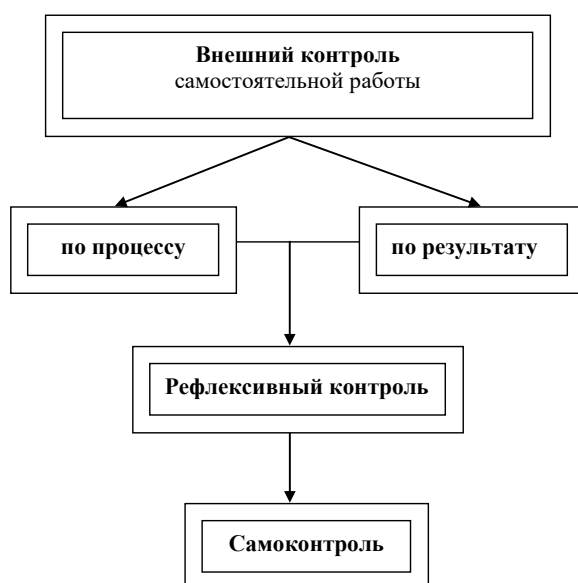 Внешний контроль
самостоятельной работы
по процессу
по результату
Рефлексивный контроль
Самоконтроль